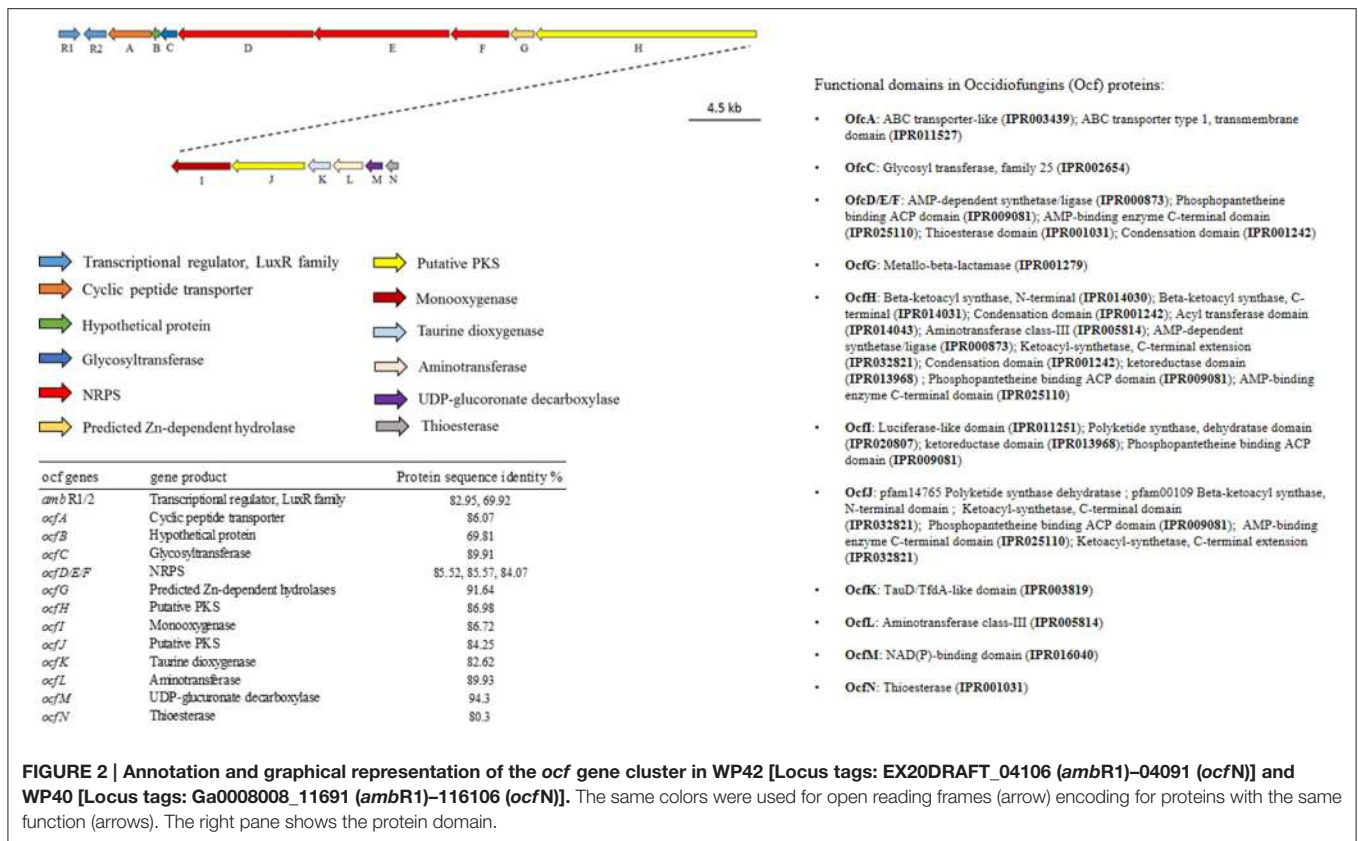 R1 R2 A B C D E F G H
4.5 kb
I J K L M N
Transcriptional regulator, LuxR family
Cyclic peptide transporter
Hypothetical protein
Glycosyltransferase
NRPS
Predicted Zn-dependent hydrolase
Putative PKS
Monooxygenase
Taurine dioxygenase
Aminotransferase
UDP-glucoronate decarboxylase
Thioesterase
ocf genes gene product Protein sequence identity %
ambR1/2 Transcriptional regulator, LuxR family 82.95, 69.92
ocfA Cyclic peptide transporter 86.07
ocfB Hypothetical protein 69.81
ocfC Glycosyltransferase 89.91
ocfD/E/F NRPS 85.52, 85.57, 84.07
ocfG Predicted Zn-dependent hydrolases 91.64
ocfH Putative PKS 86.98
ocfI Monooxygenase 86.72
ocfJ Putative PKS 84.25
ocfK Taurine dioxygenase 82.62
ocfL Aminotransferase 89.93
ocfM UDP-glucuronate decarboxylase 94.3
ocfN Thioesterase 80.3
Functional domains in Occidiofungins (Ocf) proteins:
• OfcA: ABC transporter-like (IPR003439); ABC transporter type 1, transmembrane
domain (IPR011527)
• OfcC: Glycosyl transferase, family 25 (IPR002654)
• OfcD/E/F: AMP-dependent synthetase/ligase (IPR000873); Phosphopantetheine
binding ACP domain (IPR009081); AMP-binding enzyme C-terminal domain
(IPR025110); Thioesterase domain (IPR001031); Condensation domain (IPR001242)
• OcfG: Metallo-beta-lactamase (IPR001279)
• OcfH: Beta-ketoacyl synthase, N-terminal (IPR014030); Beta-ketoacyl synthase, C-
terminal (IPR014031); Condensation domain (IPR001242); Acyl transferase domain
(IPR014043); Aminotransferase class-III (IPR005814); AMP-dependent
synthetase/ligase (IPR000873); Ketoacyl-synthetase, C-terminal extension
(IPR032821); Condensation domain (IPR001242); ketoreductase domain
(IPR013968) ; Phosphopantetheine binding ACP domain (IPR009081); AMP-binding
enzyme C-terminal domain (IPR025110)
• OcfI: Luciferase-like domain (IPR011251); Polyketide synthase, dehydratase domain
(IPR020807); ketoreductase domain (IPR013968); Phosphopantetheine binding ACP
domain (IPR009081)
• OcfJ: pfam14765 Polyketide synthase dehydratase ; pfam00109 Beta-ketoacyl synthase,
N-terminal domain ; Ketoacyl-synthetase, C-terminal domain
(IPR032821); Phosphopantetheine binding ACP domain (IPR009081); AMP-binding
enzyme C-terminal domain (IPR025110); Ketoacyl-synthetase, C-terminal extension
(IPR032821)
• OcfK: TauD/TfdA-like domain (IPR003819)
• OcfL: Aminotransferase class-III (IPR005814)
• OcfM: NAD(P)-binding domain (IPR016040)
• OcfN: Thioesterase (IPR001031)
FIGURE 2 | Annotation and graphical representation of the ocf gene cluster in WP42 [Locus tags: EX20DRAFT_04106 (ambR1)–04091 (ocfN)] and
WP40 [Locus tags: Ga0008008_11691 (ambR1)–116106 (ocfN)]. The same colors were used for open reading frames (arrow) encoding for proteins with the same
function (arrows). The right pane shows the protein domain.